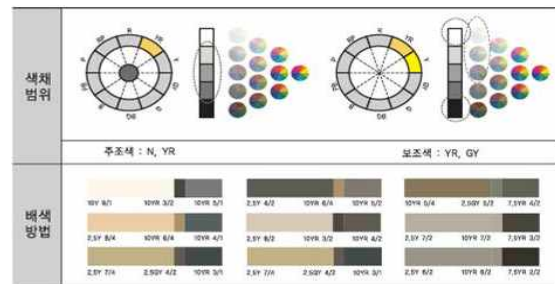 색채
범위
R
YR
Y
RP
P
R
YR
Y
RP
P
주조색 : N, YR
보조색 : YR, GY
배색
방법
10Y 9/1 10YR 3/2 10YR 5/1
2.5Y 4/2 10YR 6/4 10YR 5/2
10YR 5/4 2.5GY 5/2 7.5YR 4/2
2.5Y 8/4 10YR 6/4 10YR 4/1
2.5Y 8/2 10YR 3/2 10YR 4/2
2.5Y 7/2 10YR 7/2 7.5YR 3/2
2.5Y 7/4 2.5GY 4/2 10YR 3/1
2.5Y 7/4 2.5GY 4/2 10YR 3/1
2.5Y 6/2 10YR 6/2 7.5YR 2/2